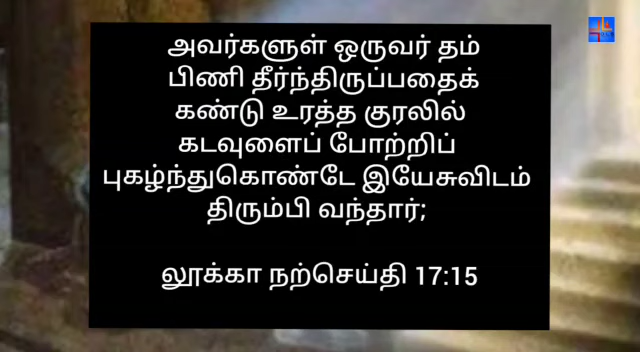 அவர்களுள் ஒருவர் தம்
பிணி தீர்ந்திருப்பதைக்
கண்டு உரத்த குரலில்
கடவுளைப் போற்றிப்
புகழ்ந்துகொண்டே இயேசுவிடம்
திரும்பி வந்தார்;
லூக்கா நற்செய்தி 17:15